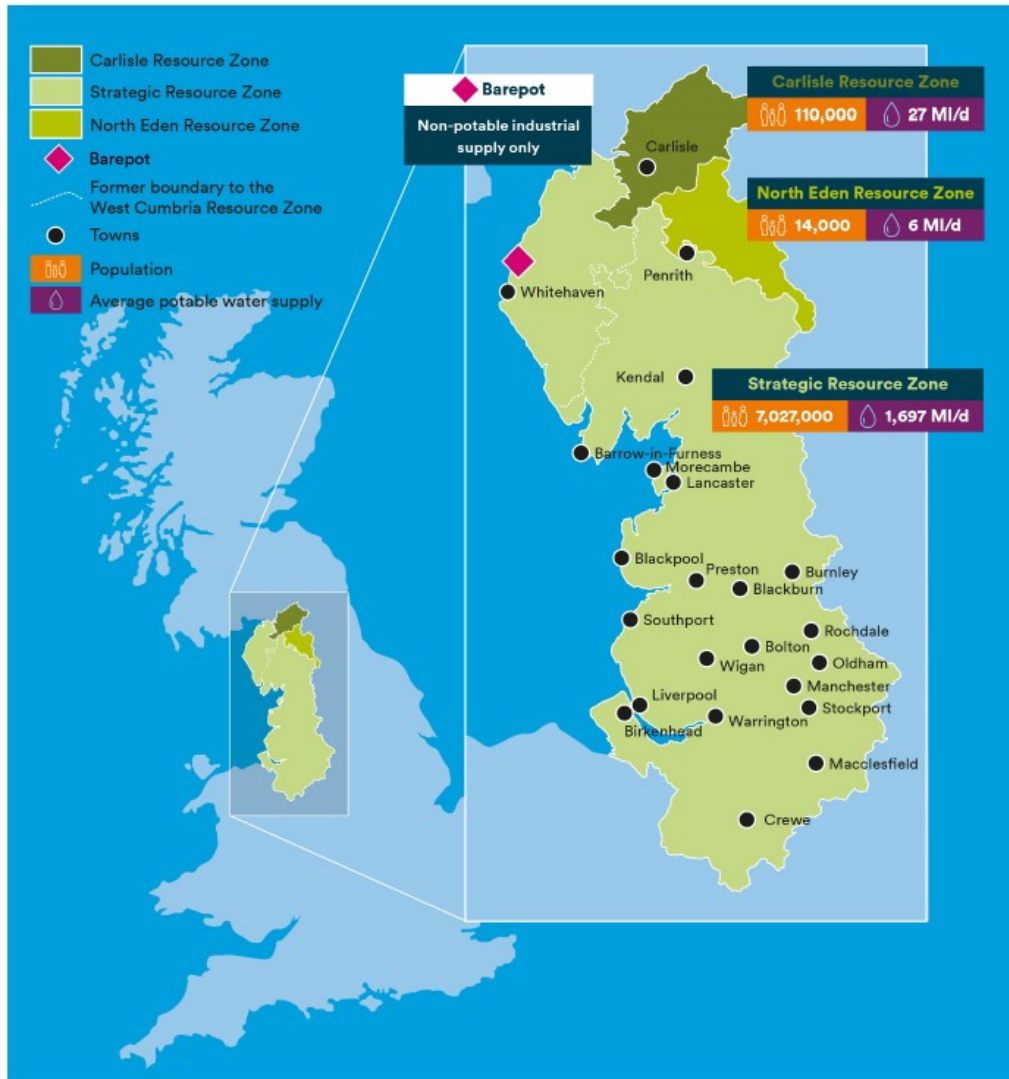 Carlisle Resource Zone
Strategic Resource Zone
North Eden Resource Zone
Barepot
Former boundary to the
West Cumbria Resource Zone
Towns
Population
Average potable water supply
Barepot
Non-potable industrial
supply only
Carlisle Resource Zone
110,000
27 Ml/d
North Eden Resource Zone
14,000
6 Ml/d
Strategic Resource Zone
7,027,000
1,697 Ml/d
Carlisle
Penrith
Whitehaven
Kendal
Barrow-in-Furness
Morecambe
Lancaster
Blackpool
Preston
Burnley
Blackburn
Southport
Rochdale
Bolton
Wigan
Oldham
Manchester
Liverpool
Stockport
Birkenhead
Warrington
Macclesfield
Crewe